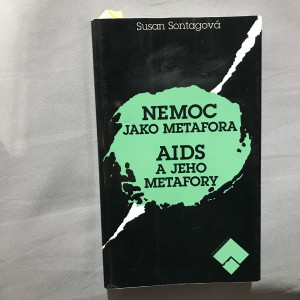 Susan Sontagová
NEMOC
JAKO METAFORA
AIDS
A JEHO
METAFORY